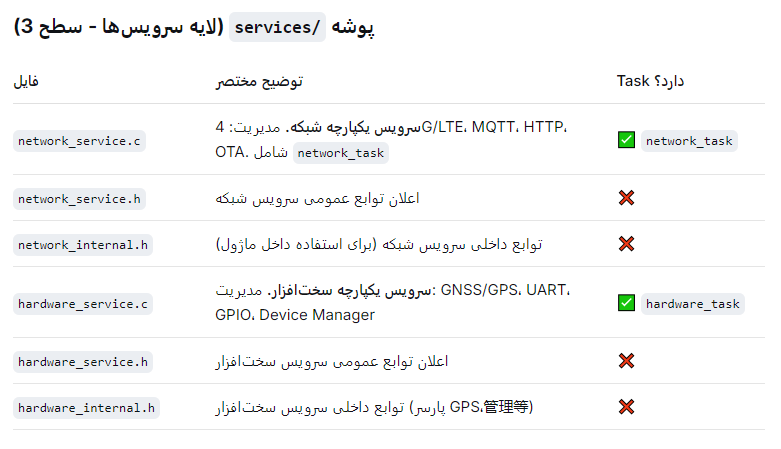 پوشه services/ (لایه سرویس‌ها - سطح 3)
فایل توضیح مختصر Task دارد؟
network_service.c سرویس یکپارچه شبکه. مدیریت: 4G/LTE، MQTT، HTTP، ✅ network_task
OTA. شامل network_task
network_service.h اعلان توابع عمومی سرویس شبکه ❌
network_internal.h توابع داخلی سرویس شبکه (برای استفاده داخل ماژول) ❌
hardware_service.c سرویس یکپارچه سخت‌افزار. مدیریت: GNSS/GPS، UART، ✅ hardware_task
GPIO، Device Manager
hardware_service.h اعلان توابع عمومی سرویس سخت‌افزار ❌
hardware_internal.h توابع داخلی سرویس سخت‌افزار (پارسر GPS،管理等) ❌